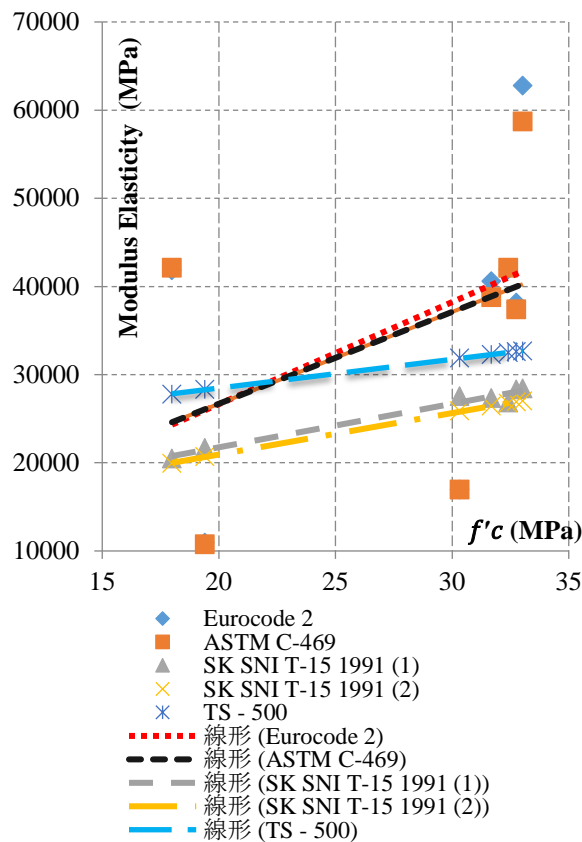 70000
60000
50000
40000
30000
20000
10000
Modulus Elasticity (MPa)
f'c (MPa)
15 20 25 30 35
Eurocode 2
ASTM C-469
SK SNI T-15 1991 (1)
SK SNI T-15 1991 (2)
TS - 500
線形 (Eurocode 2)
線形 (ASTM C-469)
線形 (SK SNI T-15 1991 (1))
線形 (SK SNI T-15 1991 (2))
線形 (TS - 500)